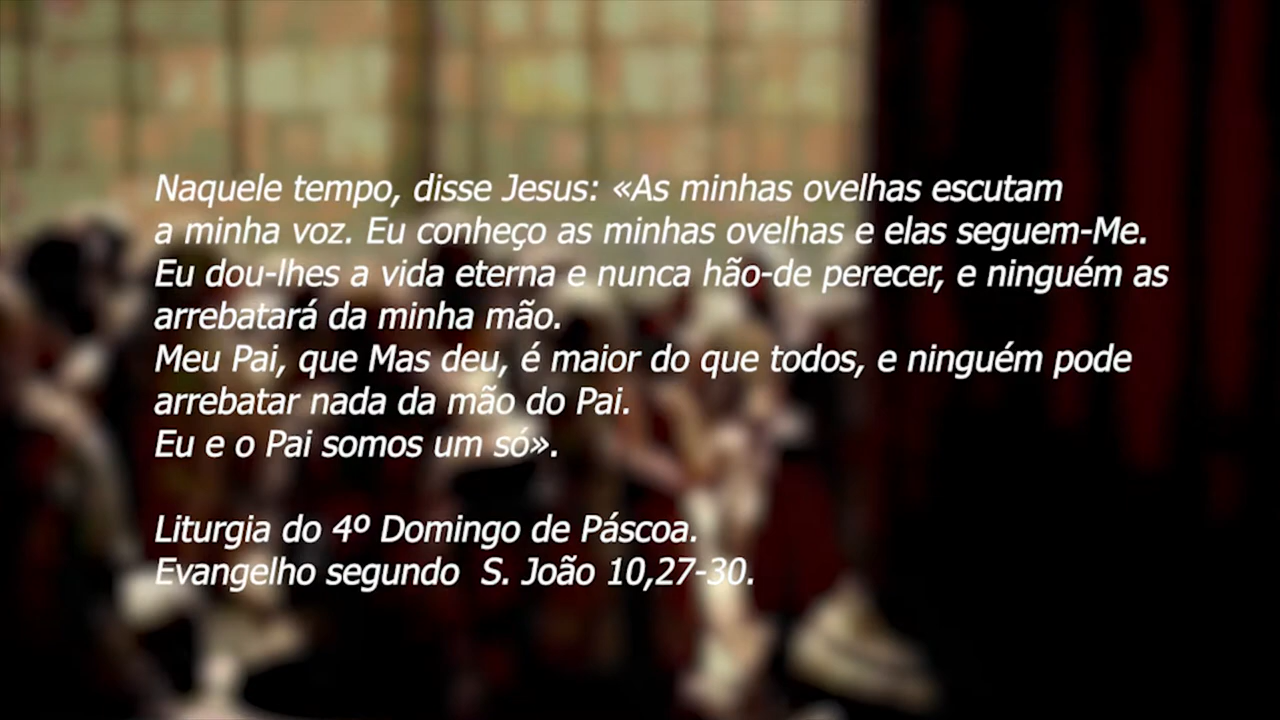 Naquele tempo, disse Jesus: «As minhas ovelhas escutam
a minha voz. Eu conheço as minhas ovelhas e elas seguem-Me.
Eu dou-lhes a vida eterna e nunca hão-de perecer, e ninguém as
arrebatará da minha mão.
Meu Pai, que Mas deu, é maior do que todos, e ninguém pode
arrebatar nada da mão do Pai.
Eu e o Pai somos um só».
Liturgia do 4º Domingo de Páscoa.
Evangelho segundo  S. João 10,27-30.